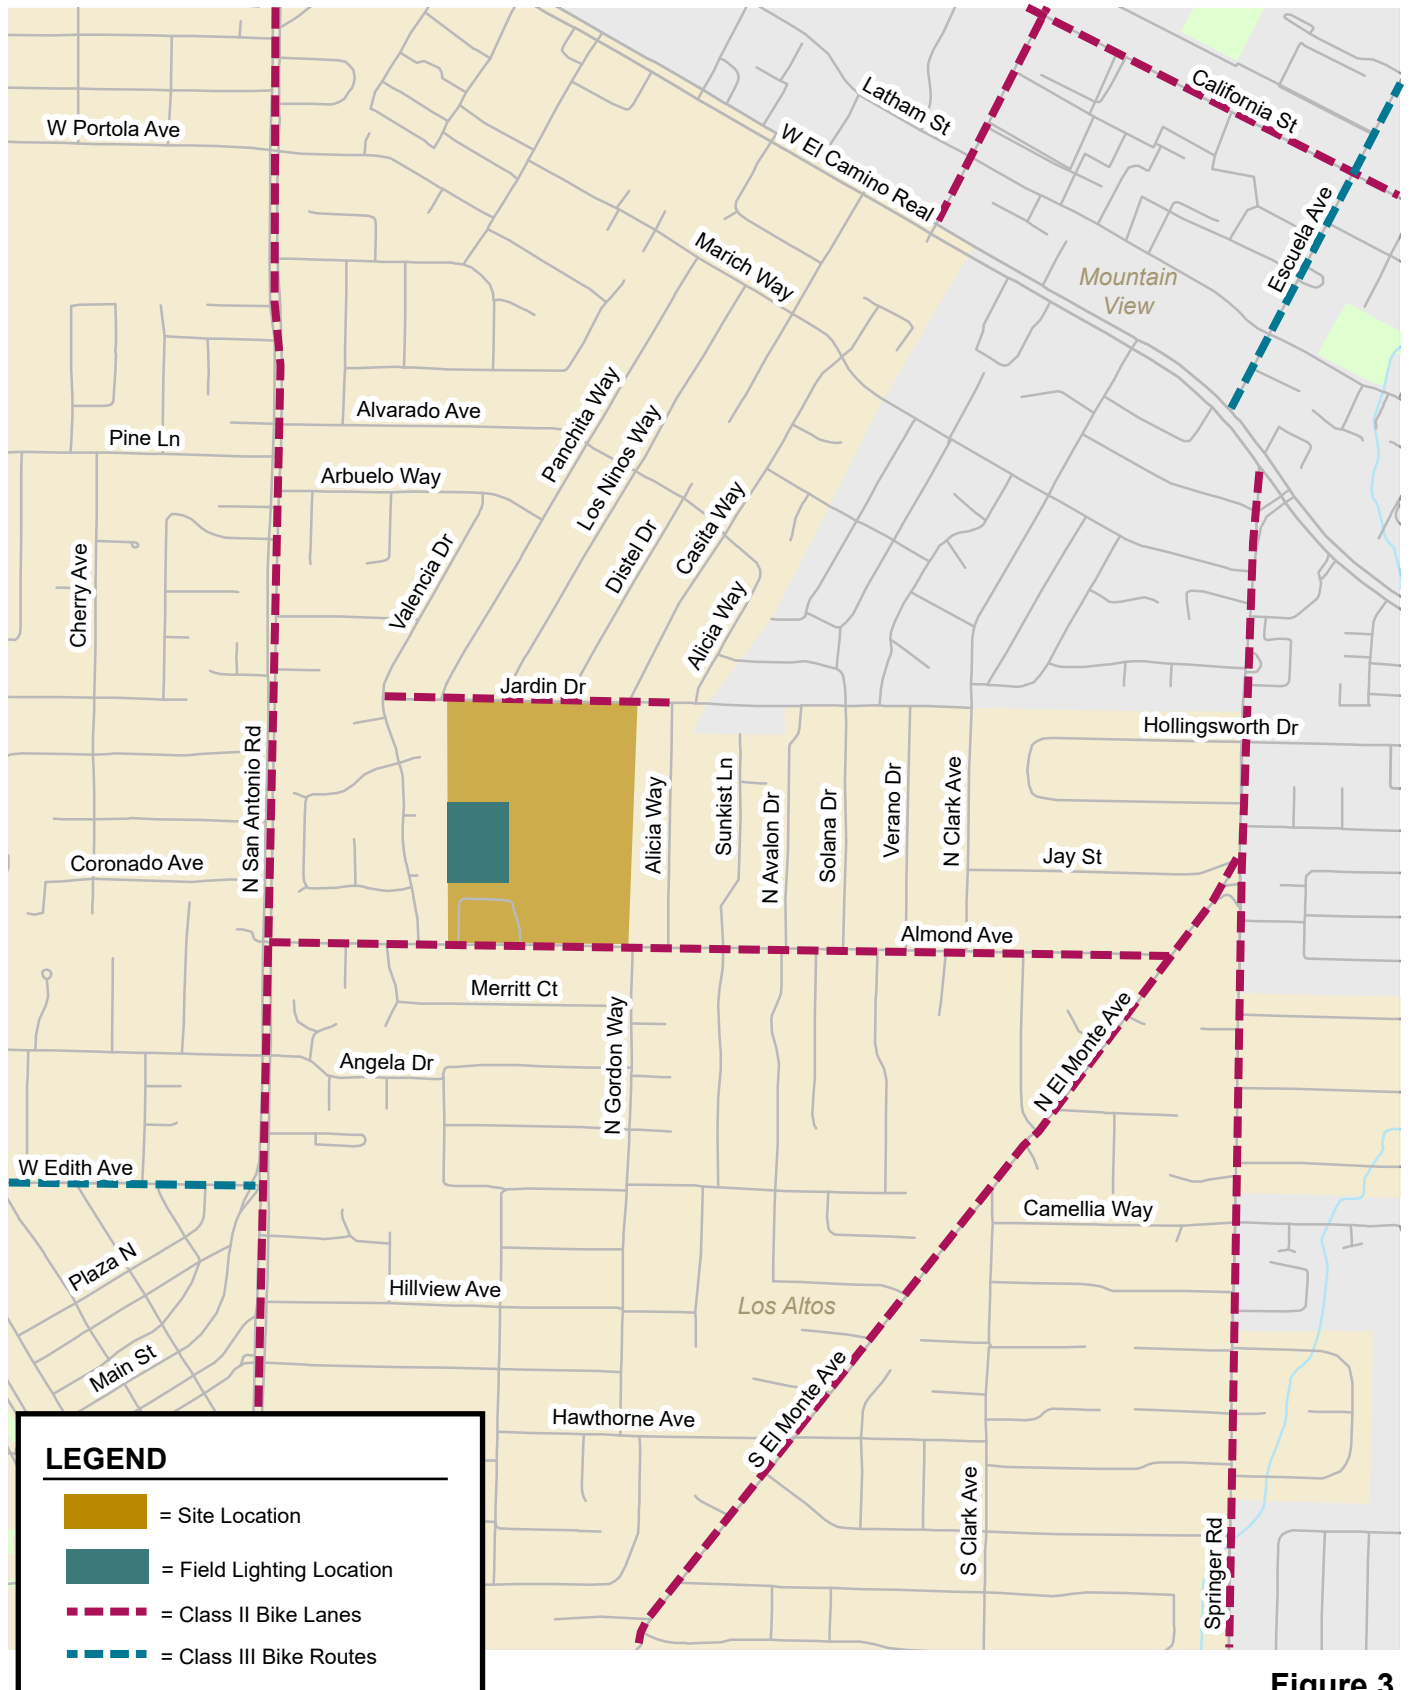 W Portola Ave
Latham St
California St
W El Camino Real
Escuela Ave
Marich Way
Mountain
View
Alvarado Ave
Panchita Way
Pine Ln
Los Ninos Way
Arbuelo Way
Casita Way
Distel Dr
Valencia Dr
Cherry Ave
Alicia Way
Jardin Dr
Hollingsworth Dr
N San Antonio Rd
Alicia Way
Sunkist Ln
N Avalon Dr
Solana Dr
Verano Dr
N Clark Ave
Coronado Ave
Jay St
Almond Ave
Merritt Ct
N Gordon Way
N El Monte Ave
Angela Dr
W Edith Ave
Camellia Way
Plaza N
Hillview Ave
Los Altos
Main St
S El Monte Ave
Hawthorne Ave
S Clark Ave
Springer Rd
LEGEND
= Site Location
= Field Lighting Location
= Class II Bike Lanes
= Class III Bike Routes
Figure 3